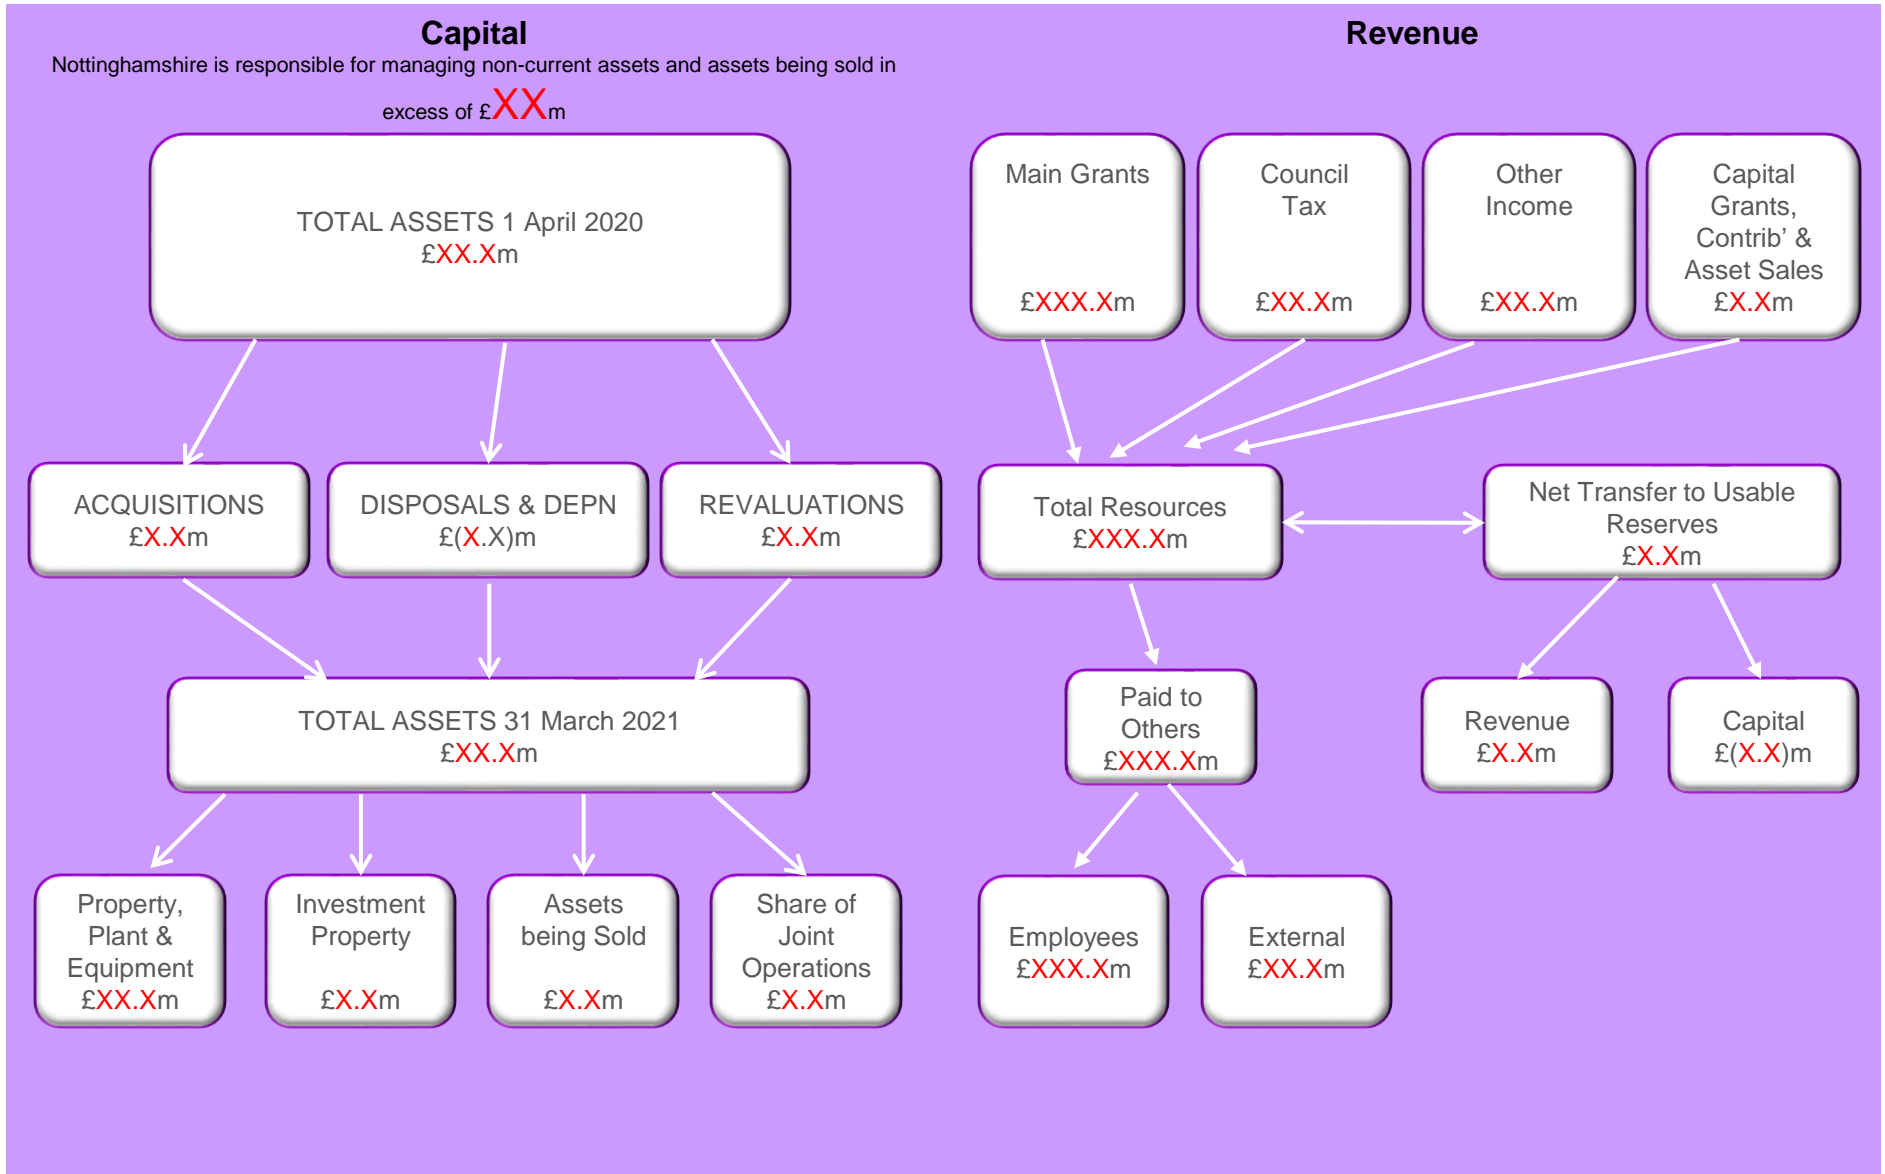 Capital
Nottinghamshire is responsible for managing non-current assets and assets being sold in
excess of £XXm
TOTAL ASSETS 1 April 2020
£XX.Xm
ACQUISITIONS
£X.Xm
DISPOSALS & DEPN
£(X.X)m
REVALUATIONS
£X.Xm
TOTAL ASSETS 31 March 2021
£XX.Xm
Property,
Plant &
Equipment
£XX.Xm
Investment
Property
£X.Xm
Assets
being Sold
£X.Xm
Share of
Joint
Operations
£X.Xm
Revenue
Main Grants
£XXX.Xm
Council
Tax
£XX.Xm
Other
Income
£XX.Xm
Capital
Grants,
Contrib’ &
Asset Sales
£X.Xm
Total Resources
£XXX.Xm
Net Transfer to Usable
Reserves
£X.Xm
Paid to
Others
£XXX.Xm
Revenue
£X.Xm
Capital
£(X.X)m
Employees
£XXX.Xm
External
£XX.Xm